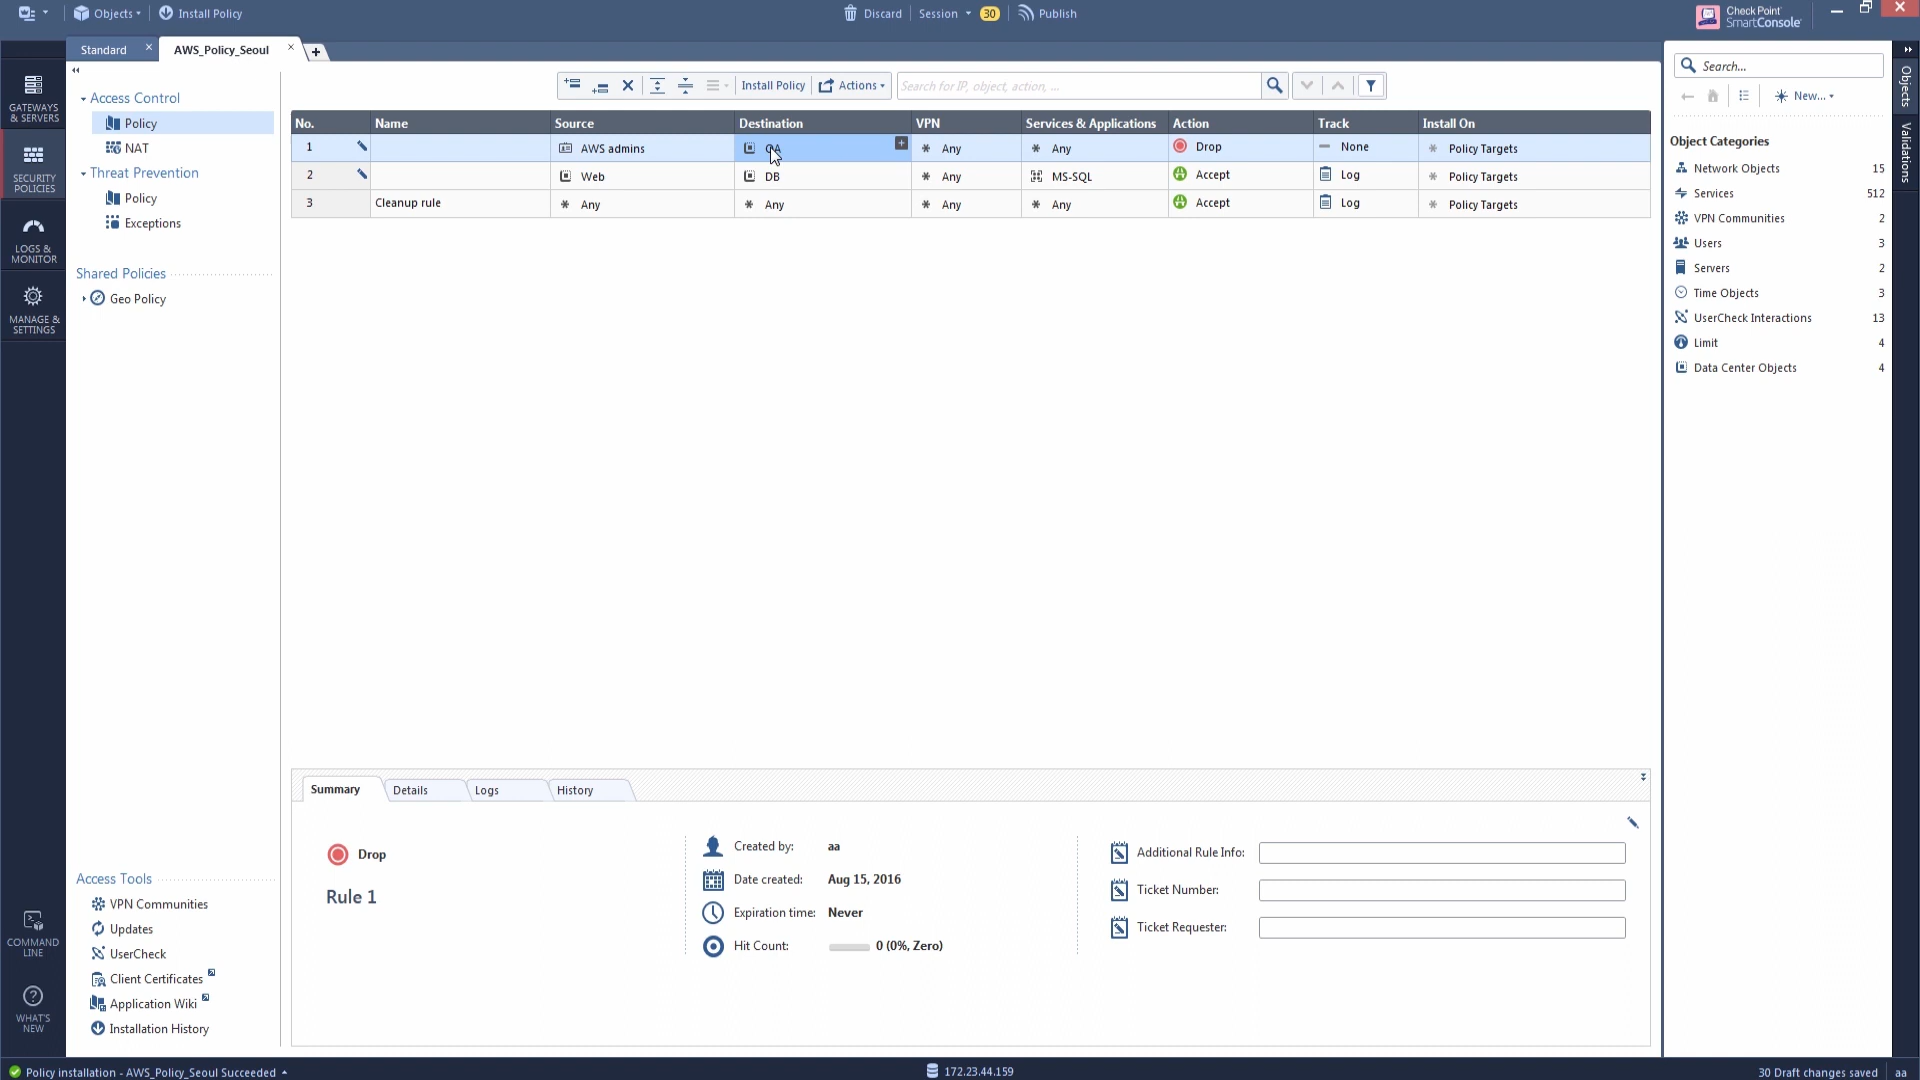 Objects
Install Policy
Discard
Session
30
Publish
Check Point
SmartConsole
Standard
AWS_Policy_Seoul
GATEWAYS
& SERVERS
SECURITY
POLICIES
LOGS &
MONITOR
MANAGE &
SETTINGS
COMMAND
LINE
WHAT'S
NEW
Access Control
Policy
NAT
Threat Prevention
Policy
Exceptions
Shared Policies
Geo Policy
Access Tools
VPN Communities
Updates
UserCheck
Client Certificates
Application Wiki
Installation History
Install Policy
Actions
Search for IP, object, action, ...
No. Name Source Destination VPN Services & Applications Action Track Install On
1 AWS admins QA Any Any Drop None Policy Targets
2 Web DB Any MS-SQL Accept Log Policy Targets
3 Cleanup rule Any Any Any Any Accept Log Policy Targets
Summary
Details
Logs
History
Drop
Rule 1
Created by: aa
Date created: Aug 15, 2016
Expiration time: Never
Hit Count: 0 (0%, Zero)
Additional Rule Info:
Ticket Number:
Ticket Requester:
Search...
New...
Object Categories
Network Objects 15
Services 512
VPN Communities 2
Users 3
Servers 2
Time Objects 3
UserCheck Interactions 13
Limit 4
Data Center Objects 4
Objects
Validations
Policy installation - AWS_Policy_Seoul Succeeded
172.23.44.159
30 Draft changes saved
aa